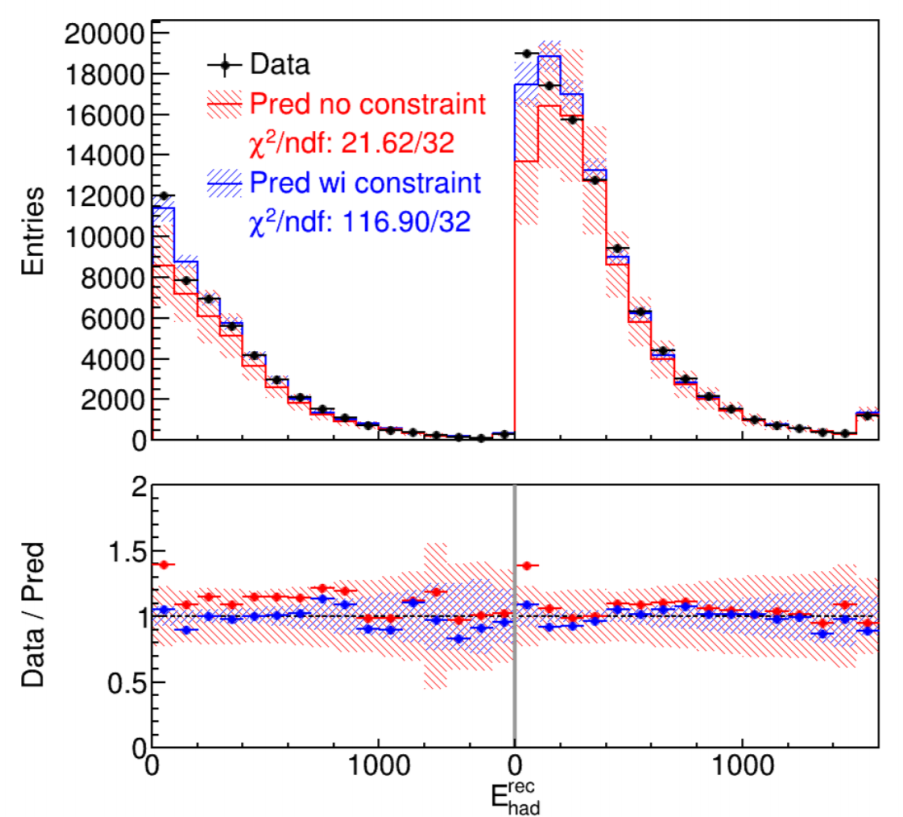 20000
18000
16000
14000
12000
10000
8000
6000
4000
2000
0
Entries
Data
Pred no constraint
χ²/ndf: 21.62/32
Pred wi constraint
χ²/ndf: 116.90/32
2
1.5
1
0.5
0
Data / Pred
0 1000 0 1000
E^rec_had